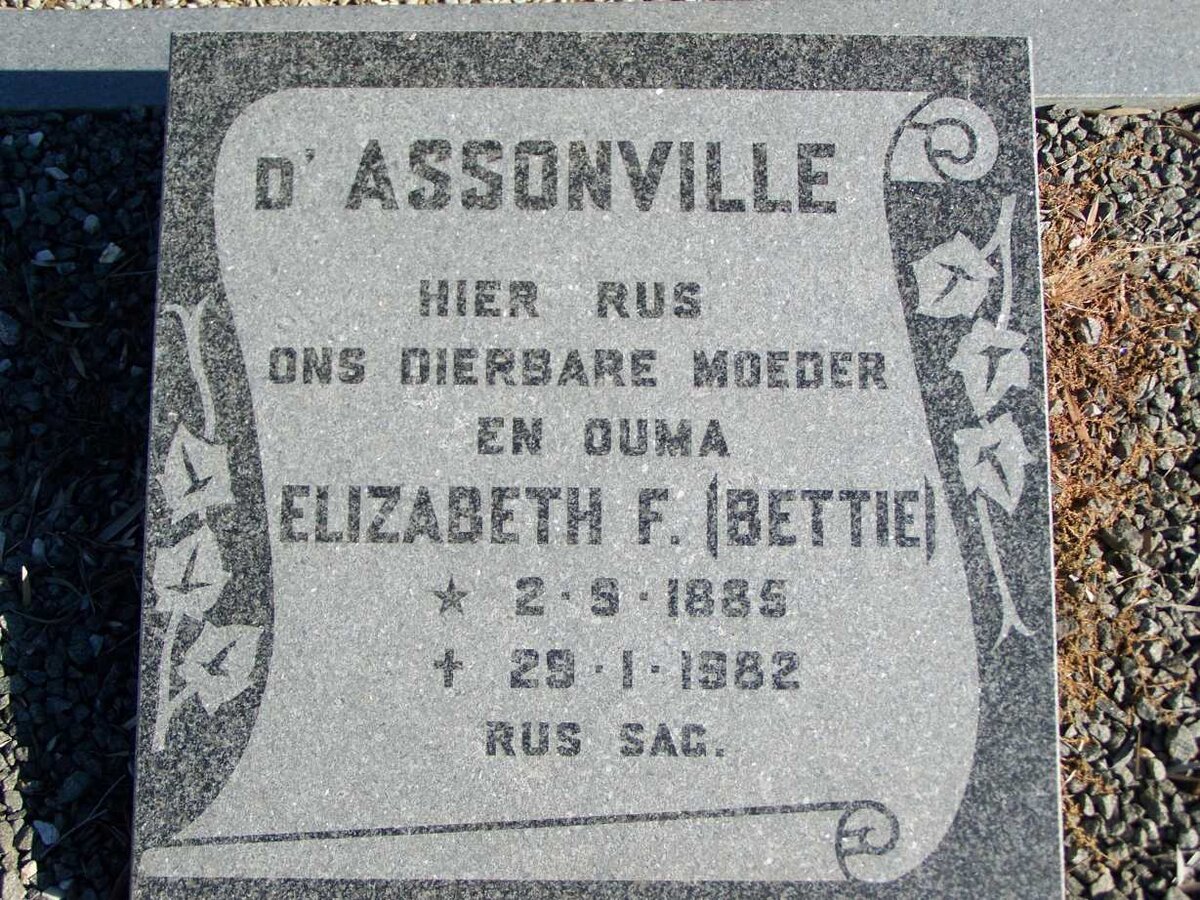 D' ASSONVILLE
HIER RUS
ONS DIERBARE MOEDER
EN OUMA
ELIZABETH F. (BETTIE)
★ 2·9·1885
✝ 29·1·1982
RUS SAG.